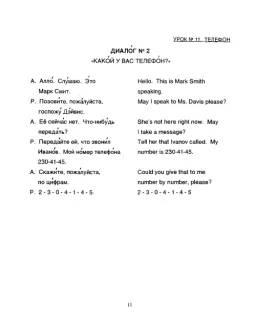 УРОК № 11. ТЕЛЕФОН
ДИАЛО́Г № 2
«КАКО́Й У ВАС ТЕЛЕФО́Н?»
А. Алло́. Слу́шаю. Э́то Hello. This is Mark Smith
Марк Смит. speaking.
Р. Позови́те, пожа́луйста, May I speak to Ms. Davis please?
госпожу́ Дэ́йвис.
А. Её сейча́с нет. Что-нибу́дь She's not here right now. May
переда́ть? I take a message?
Р. Переда́йте ей, что звони́л Tell her that Ivanov called. My
Ивано́в. Мой но́мер телефо́на number is 230-41-45.
230-41-45.
А. Скажи́те, пожа́луйста, Could you give that to me
по ци́фрам. number by number, please?
Р. 2 - 3 - 0 - 4 - 1 - 4 - 5. 2 - 3 - 0 - 4 - 1 - 4 - 5
11